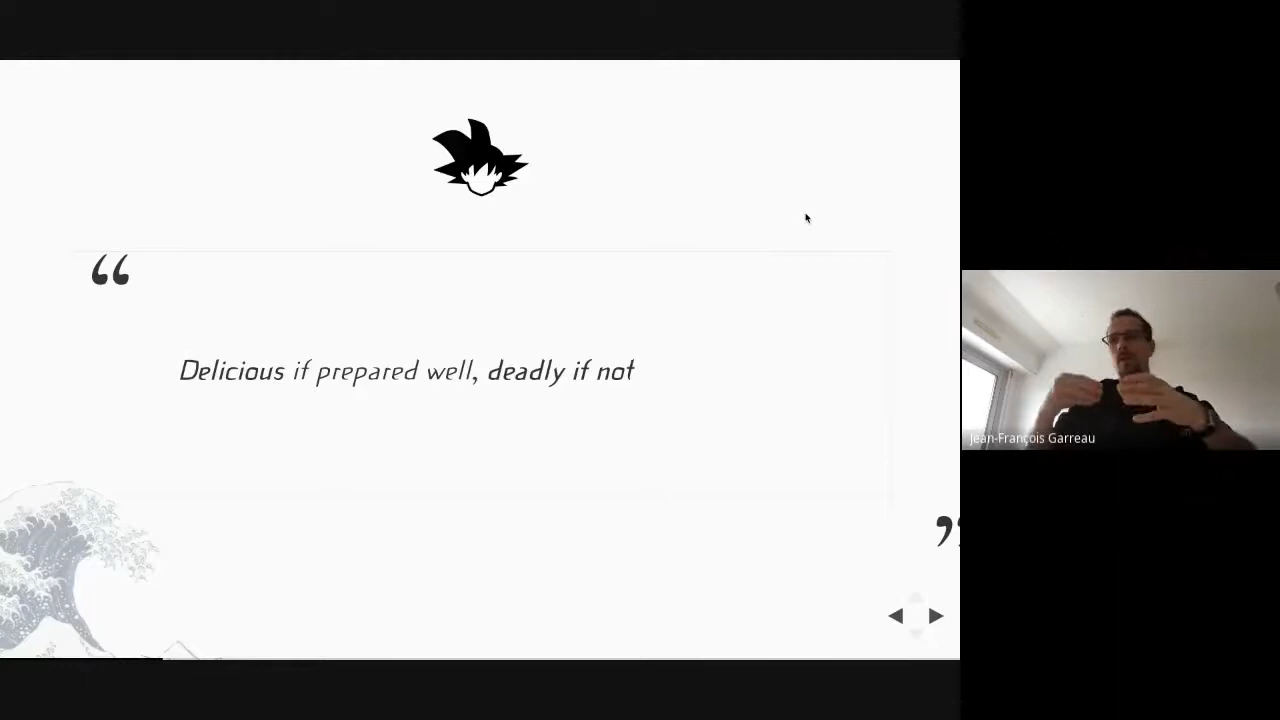 “
Delicious if prepared well, deadly if not
”
Jean-François Garreau